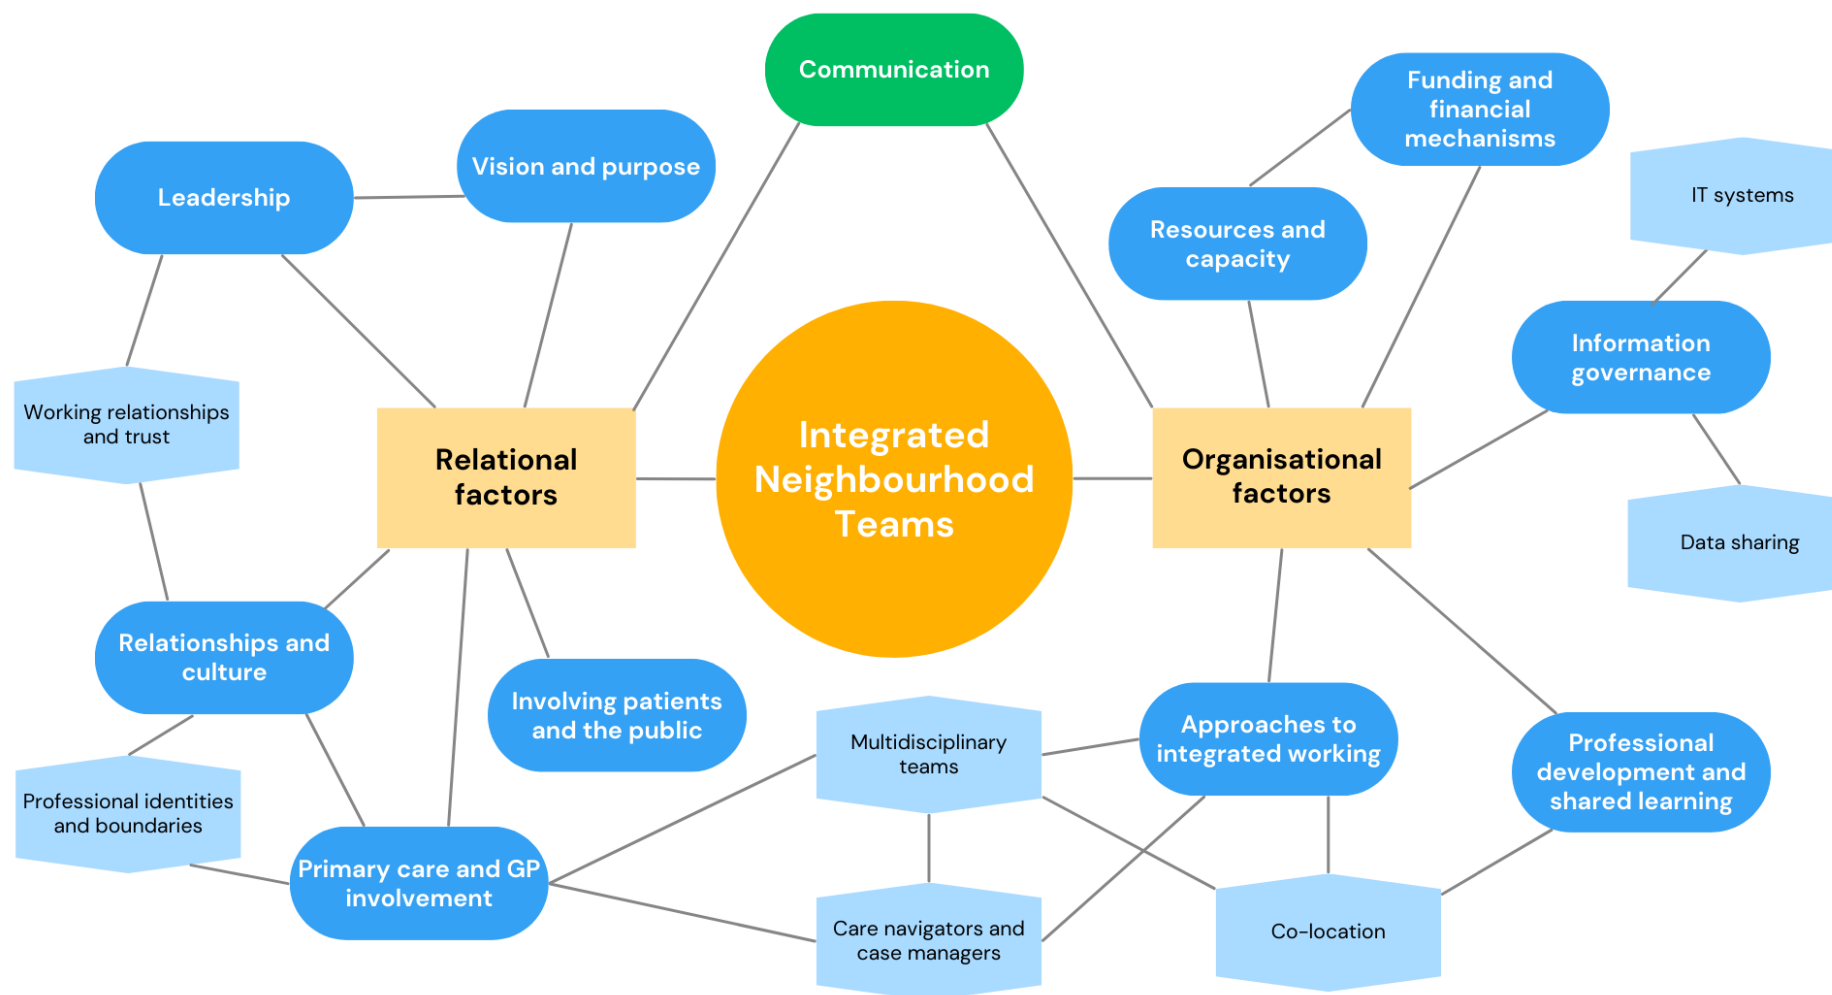 Communication
Funding and
financial
mechanisms
Vision and purpose
Leadership
IT systems
Resources and
capacity
Information
governance
Working relationships
and trust
Relational
factors
Integrated
Neighbourhood
Teams
Organisational
factors
Data sharing
Relationships and
culture
Involving patients
and the public
Multidisciplinary
teams
Approaches to
integrated working
Professional
development and
shared learning
Professional identities
and boundaries
Primary care and GP
involvement
Care navigators and
case managers
Co-location